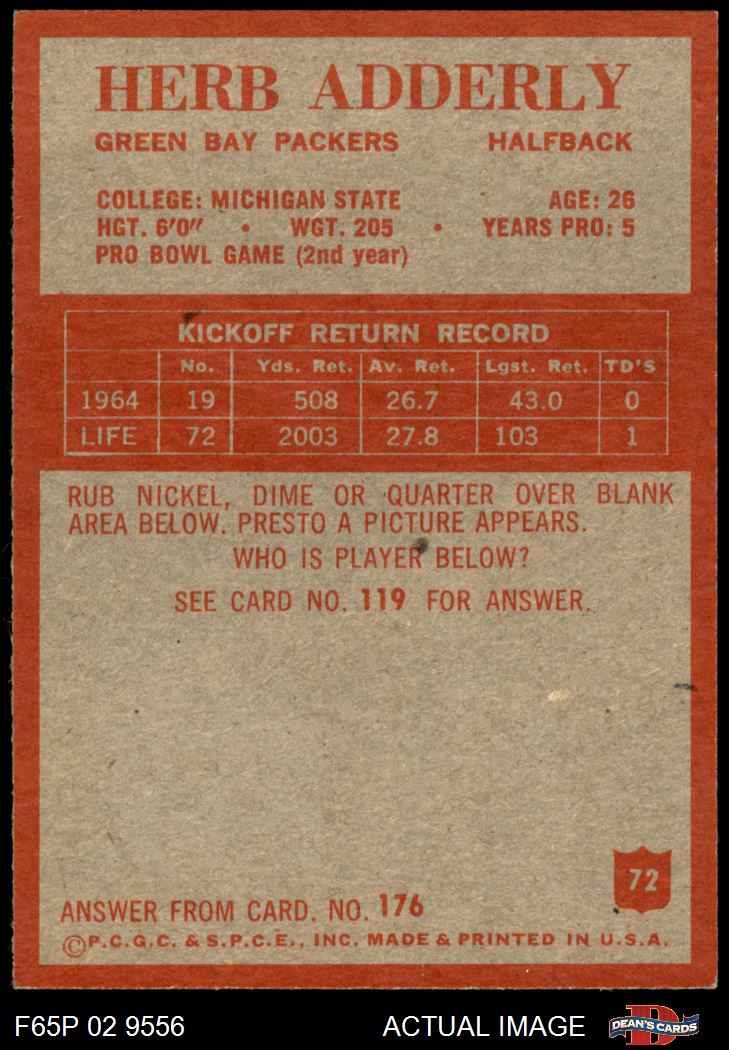 HERB ADDERLY
GREEN BAY PACKERS HALFBACK
COLLEGE: MICHIGAN STATE AGE: 26
HGT. 6'0" • WGT. 205 • YEARS PRO: 5
PRO BOWL GAME (2nd year)
KICKOFF RETURN RECORD
No. Yds. Ret. Av. Ret. Lgst. Ret. TD'S
1964 19 508 26.7 43.0 0
LIFE 72 2003 27.8 103 1
RUB NICKEL, DIME OR QUARTER OVER BLANK
AREA BELOW. PRESTO A PICTURE APPEARS.
WHO IS PLAYER BELOW?
SEE CARD NO. 119 FOR ANSWER.
72
ANSWER FROM CARD. NO. 176
©P.C.G.C. & S.P.C.E., INC. MADE & PRINTED IN U.S.A.
F65P 02 9556 ACTUAL IMAGE D DEAN'S CARDS